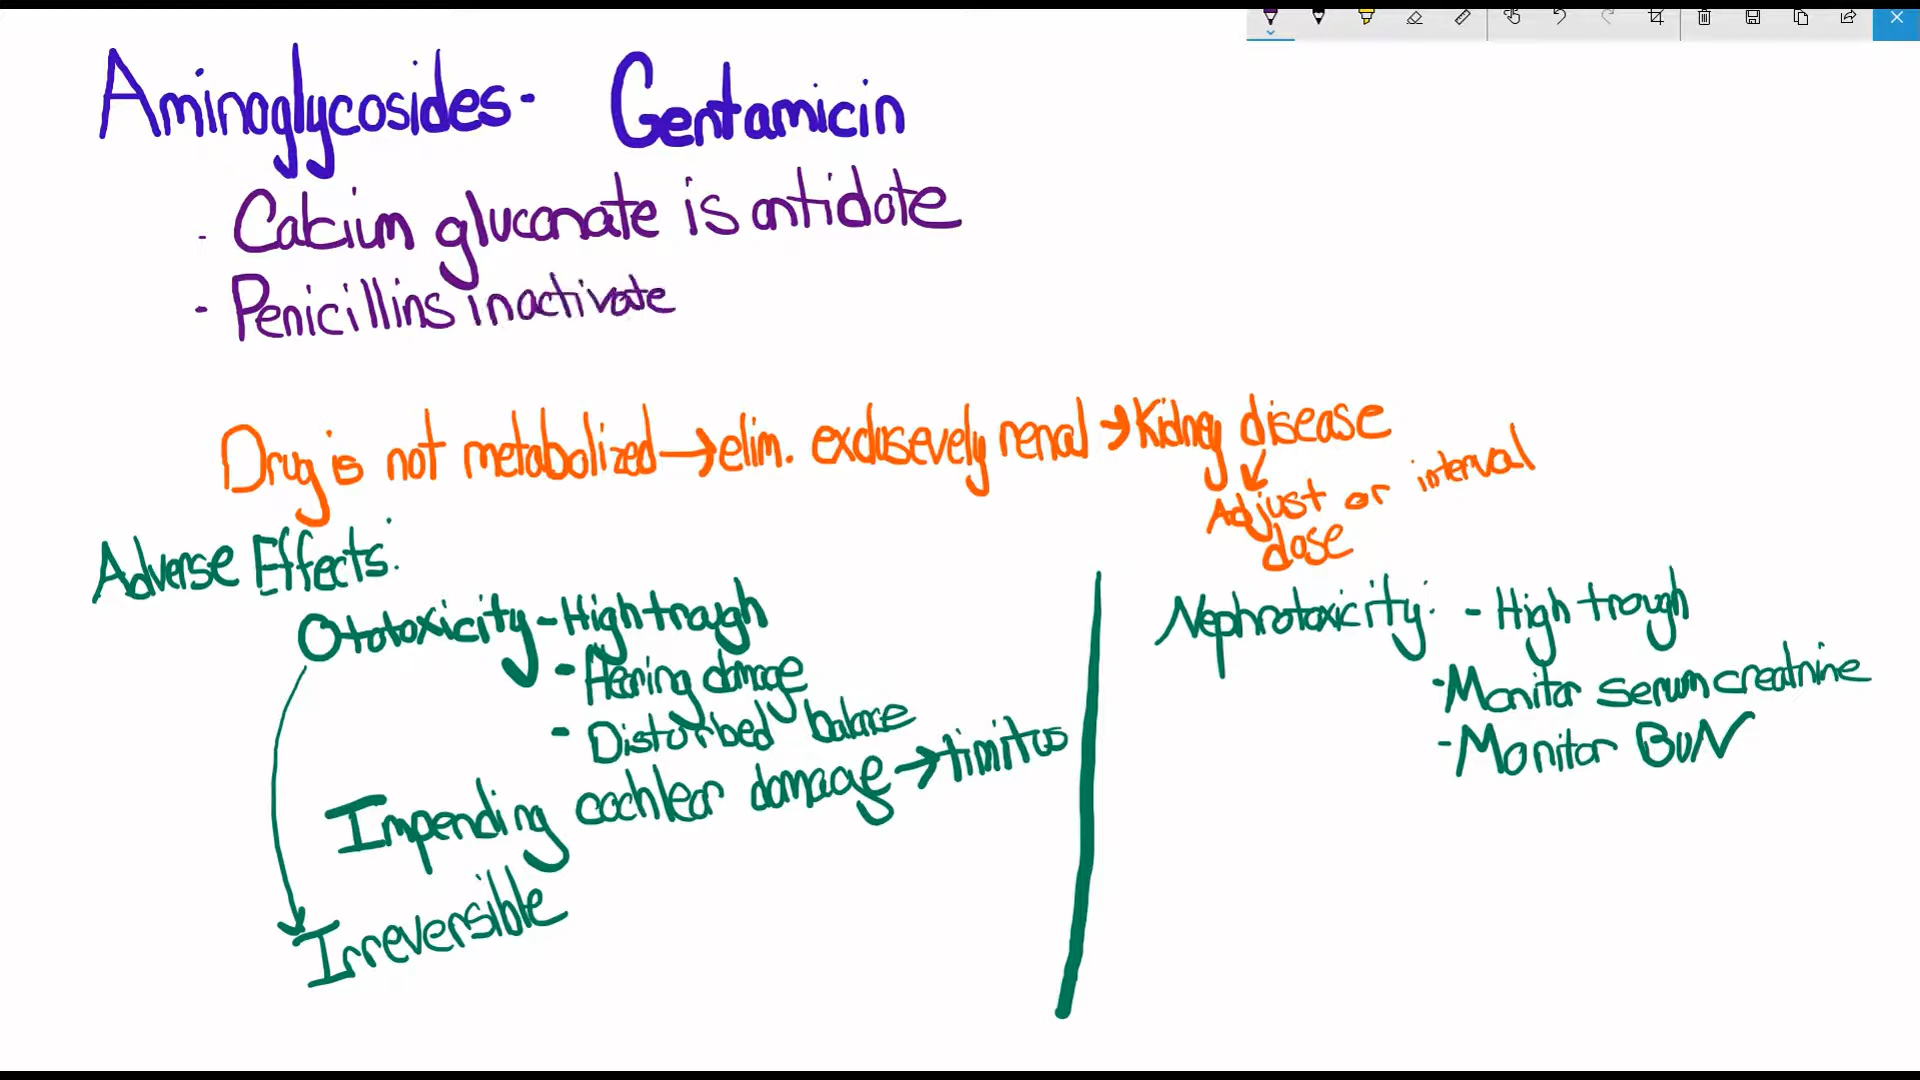 Aminoglycosides- Gentamicin
- Calcium gluconate is antidote
- Penicillins inactivate
Drug is not metabolized → elim. exclusevely renal → Kidney disease
↓
Adjust or interval
dose
Adverse Effects:
Ototoxicity - High trough
- Hearing damage
- Disturbed balance
Impending cochlear damage → tinnitus
Irreversible
Nephrotoxicity: - High trough
- Monitor serum creatnine
- Monitor BUN